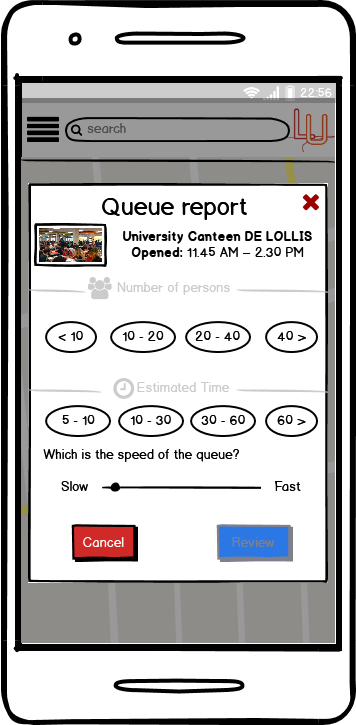 22:56
search
LU
Queue report
University Canteen DE LOLLIS
Opened: 11.45 AM – 2.30 PM
Number of persons
< 10 10 - 20 20 - 40 40 >
Estimated Time
5 - 10 10 - 30 30 - 60 60 >
Which is the speed of the queue?
Slow Fast
Cancel Review